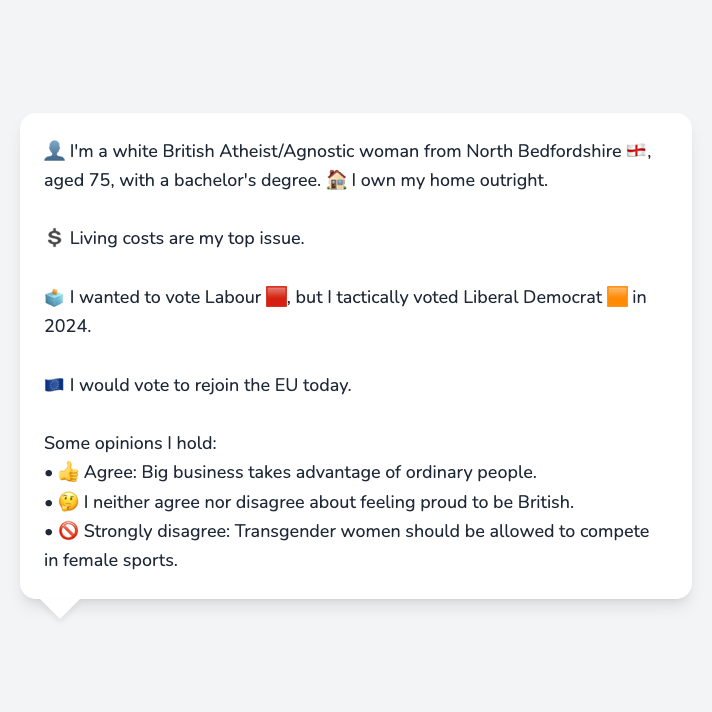 👤 I'm a white British Atheist/Agnostic woman from North Bedfordshire 🏴󠁧󠁢󠁥󠁮󠁧󠁿,
aged 75, with a bachelor's degree. 🏠 I own my home outright.
💲 Living costs are my top issue.
🗳️ I wanted to vote Labour 🟥, but I tactically voted Liberal Democrat 🟧 in
2024.
🇪🇺 I would vote to rejoin the EU today.
Some opinions I hold:
• 👍 Agree: Big business takes advantage of ordinary people.
• 🤔 I neither agree nor disagree about feeling proud to be British.
• 🚫 Strongly disagree: Transgender women should be allowed to compete
in female sports.